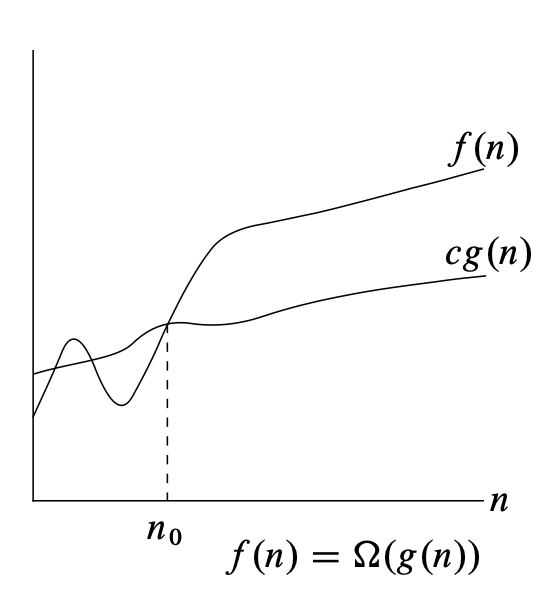 f(n)
cg(n)
n
n₀
f(n) = Ω(g(n))